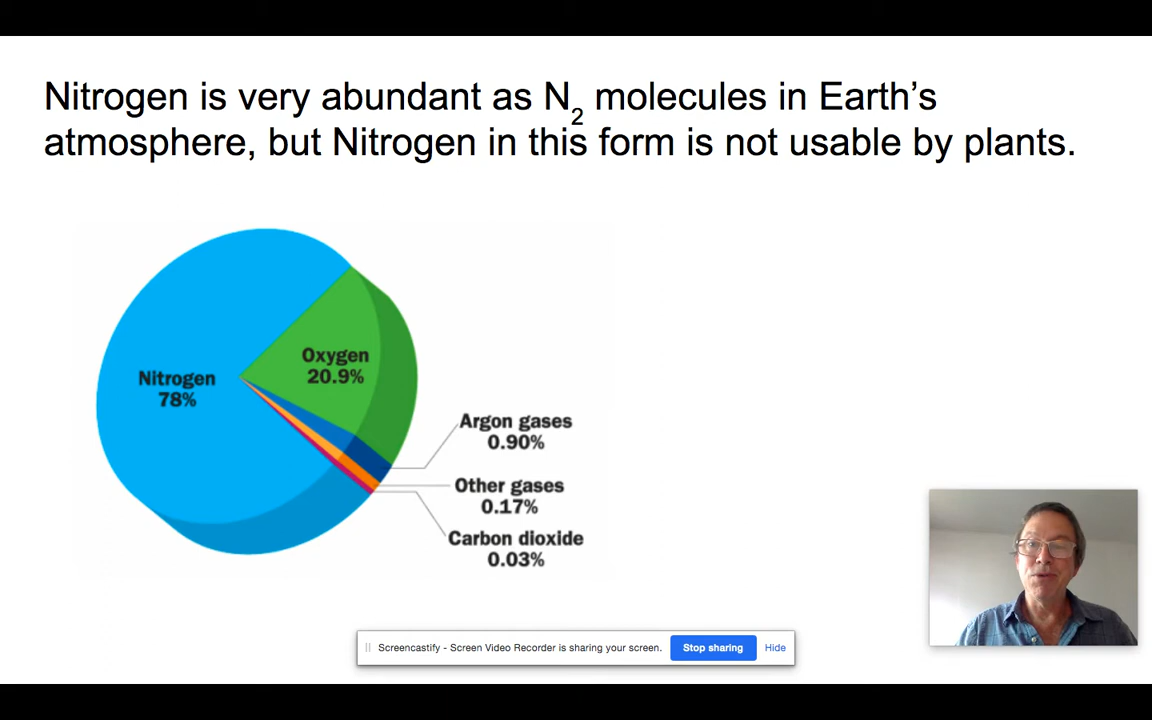 Nitrogen is very abundant as N₂ molecules in Earth’s
atmosphere, but Nitrogen in this form is not usable by plants.
Nitrogen
78%
Oxygen
20.9%
Argon gases
0.90%
Other gases
0.17%
Carbon dioxide
0.03%
Screencastify - Screen Video Recorder is sharing your screen. Stop sharing Hide